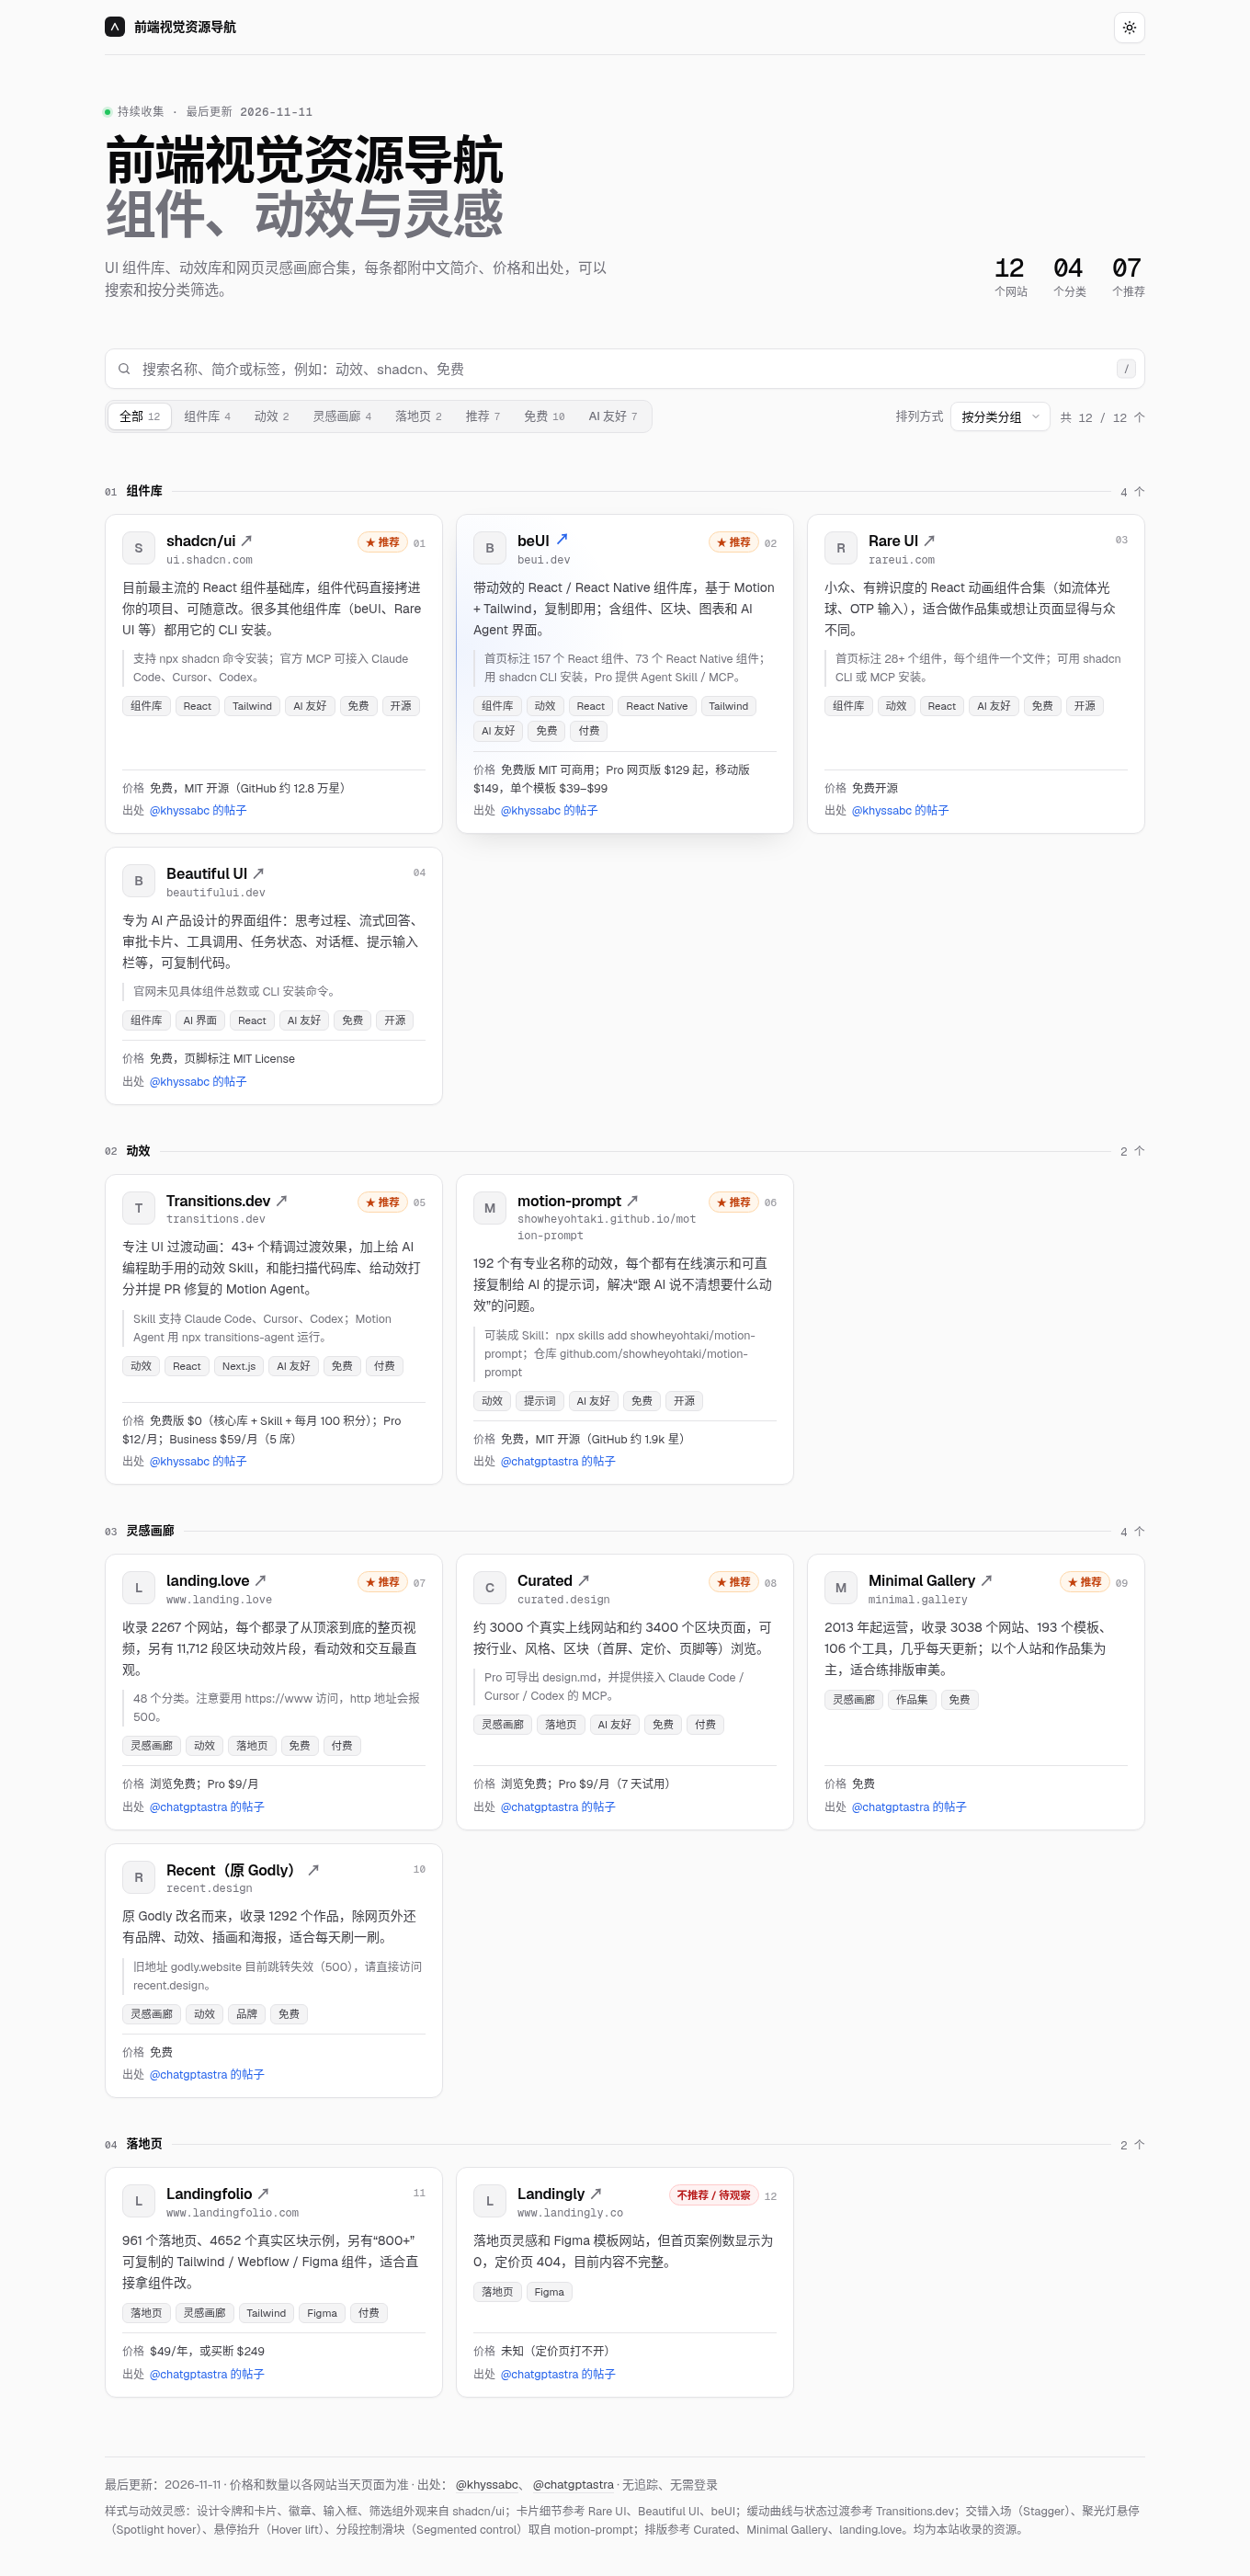 前端视觉资源导航
持续收集 · 最后更新 2026-11-11
前端视觉资源导航
组件、动效与灵感
UI 组件库、动效库和网页灵感画廊合集，每条都附中文简介、价格和出处，可以
搜索和按分类筛选。
12 04 07
个网站 个分类 个推荐
搜索名称、简介或标签，例如：动效、shadcn、免费 /
全部 12 组件库 4 动效 2 灵感画廊 4 落地页 2 推荐 7 免费 10 AI 友好 7 排列方式 按分类分组 共 12 / 12 个
01 组件库 4 个
S shadcn/ui ↗ ★ 推荐 01
ui.shadcn.com
目前最主流的 React 组件基础库，组件代码直接拷进
你的项目、可随意改。很多其他组件库（beUI、Rare
UI 等）都用它的 CLI 安装。
支持 npx shadcn 命令安装；官方 MCP 可接入 Claude
Code、Cursor、Codex。
组件库 React Tailwind AI 友好 免费 开源
价格 免费，MIT 开源（GitHub 约 12.8 万星）
出处 @khyssabc 的帖子
B beUI ↗ ★ 推荐 02
beui.dev
带动效的 React / React Native 组件库，基于 Motion
+ Tailwind，复制即用；含组件、区块、图表和 AI
Agent 界面。
首页标注 157 个 React 组件、73 个 React Native 组件；
用 shadcn CLI 安装，Pro 提供 Agent Skill / MCP。
组件库 动效 React React Native Tailwind
AI 友好 免费 付费
价格 免费版 MIT 可商用；Pro 网页版 $129 起，移动版
$149，单个模板 $39–$99
出处 @khyssabc 的帖子
R Rare UI ↗ 03
rareui.com
小众、有辨识度的 React 动画组件合集（如流体光
球、OTP 输入），适合做作品集或想让页面显得与众
不同。
首页标注 28+ 个组件，每个组件一个文件；可用 shadcn
CLI 或 MCP 安装。
组件库 动效 React AI 友好 免费 开源
价格 免费开源
出处 @khyssabc 的帖子
B Beautiful UI ↗ 04
beautifului.dev
专为 AI 产品设计的界面组件：思考过程、流式回答、
审批卡片、工具调用、任务状态、对话框、提示输入
栏等，可复制代码。
官网未见具体组件总数或 CLI 安装命令。
组件库 AI 界面 React AI 友好 免费 开源
价格 免费，页脚标注 MIT License
出处 @khyssabc 的帖子
02 动效 2 个
T Transitions.dev ↗ ★ 推荐 05
transitions.dev
专注 UI 过渡动画：43+ 个精调过渡效果，加上给 AI
编程助手用的动效 Skill，和能扫描代码库、给动效打
分并提 PR 修复的 Motion Agent。
Skill 支持 Claude Code、Cursor、Codex；Motion
Agent 用 npx transitions-agent 运行。
动效 React Next.js AI 友好 免费 付费
价格 免费版 $0（核心库 + Skill + 每月 100 积分）；Pro
$12/月；Business $59/月（5 席）
出处 @khyssabc 的帖子
M motion-prompt ↗ ★ 推荐 06
showheyohtaki.github.io/mot
ion-prompt
192 个有专业名称的动效，每个都有在线演示和可直
接复制给 AI 的提示词，解决“跟 AI 说不清想要什么动
效”的问题。
可装成 Skill：npx skills add showheyohtaki/motion-
prompt；仓库 github.com/showheyohtaki/motion-
prompt
动效 提示词 AI 友好 免费 开源
价格 免费，MIT 开源（GitHub 约 1.9k 星）
出处 @chatgptastra 的帖子
03 灵感画廊 4 个
L landing.love ↗ ★ 推荐 07
www.landing.love
收录 2267 个网站，每个都录了从顶滚到底的整页视
频，另有 11,712 段区块动效片段，看动效和交互最直
观。
48 个分类。注意要用 https://www 访问，http 地址会报
500。
灵感画廊 动效 落地页 免费 付费
价格 浏览免费；Pro $9/月
出处 @chatgptastra 的帖子
C Curated ↗ ★ 推荐 08
curated.design
约 3000 个真实上线网站和约 3400 个区块页面，可
按行业、风格、区块（首屏、定价、页脚等）浏览。
Pro 可导出 design.md，并提供接入 Claude Code /
Cursor / Codex 的 MCP。
灵感画廊 落地页 AI 友好 免费 付费
价格 浏览免费；Pro $9/月（7 天试用）
出处 @chatgptastra 的帖子
M Minimal Gallery ↗ ★ 推荐 09
minimal.gallery
2013 年起运营，收录 3038 个网站、193 个模板、
106 个工具，几乎每天更新；以个人站和作品集为
主，适合练排版审美。
灵感画廊 作品集 免费
价格 免费
出处 @chatgptastra 的帖子
R Recent（原 Godly） ↗ 10
recent.design
原 Godly 改名而来，收录 1292 个作品，除网页外还
有品牌、动效、插画和海报，适合每天刷一刷。
旧地址 godly.website 目前跳转失效（500），请直接访问
recent.design。
灵感画廊 动效 品牌 免费
价格 免费
出处 @chatgptastra 的帖子
04 落地页 2 个
L Landingfolio ↗ 11
www.landingfolio.com
961 个落地页、4652 个真实区块示例，另有“800+”
可复制的 Tailwind / Webflow / Figma 组件，适合直
接拿组件改。
落地页 灵感画廊 Tailwind Figma 付费
价格 $49/年，或买断 $249
出处 @chatgptastra 的帖子
L Landingly ↗ 不推荐 / 待观察 12
www.landingly.co
落地页灵感和 Figma 模板网站，但首页案例数显示为
0，定价页 404，目前内容不完整。
落地页 Figma
价格 未知（定价页打不开）
出处 @chatgptastra 的帖子
最后更新：2026-11-11 · 价格和数量以各网站当天页面为准 · 出处： @khyssabc、 @chatgptastra · 无追踪、无需登录
样式与动效灵感：设计令牌和卡片、徽章、输入框、筛选组外观来自 shadcn/ui；卡片细节参考 Rare UI、Beautiful UI、beUI；缓动曲线与状态过渡参考 Transitions.dev；交错入场（Stagger）、聚光灯悬停
（Spotlight hover）、悬停抬升（Hover lift）、分段控制滑块（Segmented control）取自 motion-prompt；排版参考 Curated、Minimal Gallery、landing.love。均为本站收录的资源。